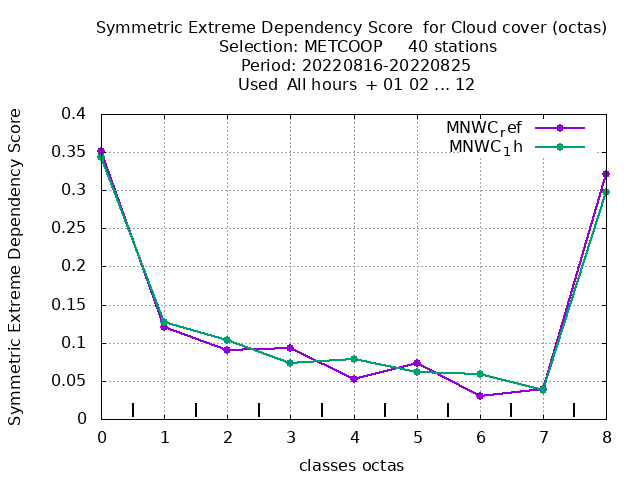 Symmetric Extreme Dependency Score for Cloud cover (octas)
Selection: METCOOP 40 stations
Period: 20220816-20220825
Used All hours + 01 02 ... 12
MNWCref
MNWC1h
Symmetric Extreme Dependency Score
0.4
0.35
0.3
0.25
0.2
0.15
0.1
0.05
0
0 1 2 3 4 5 6 7 8
classes octas